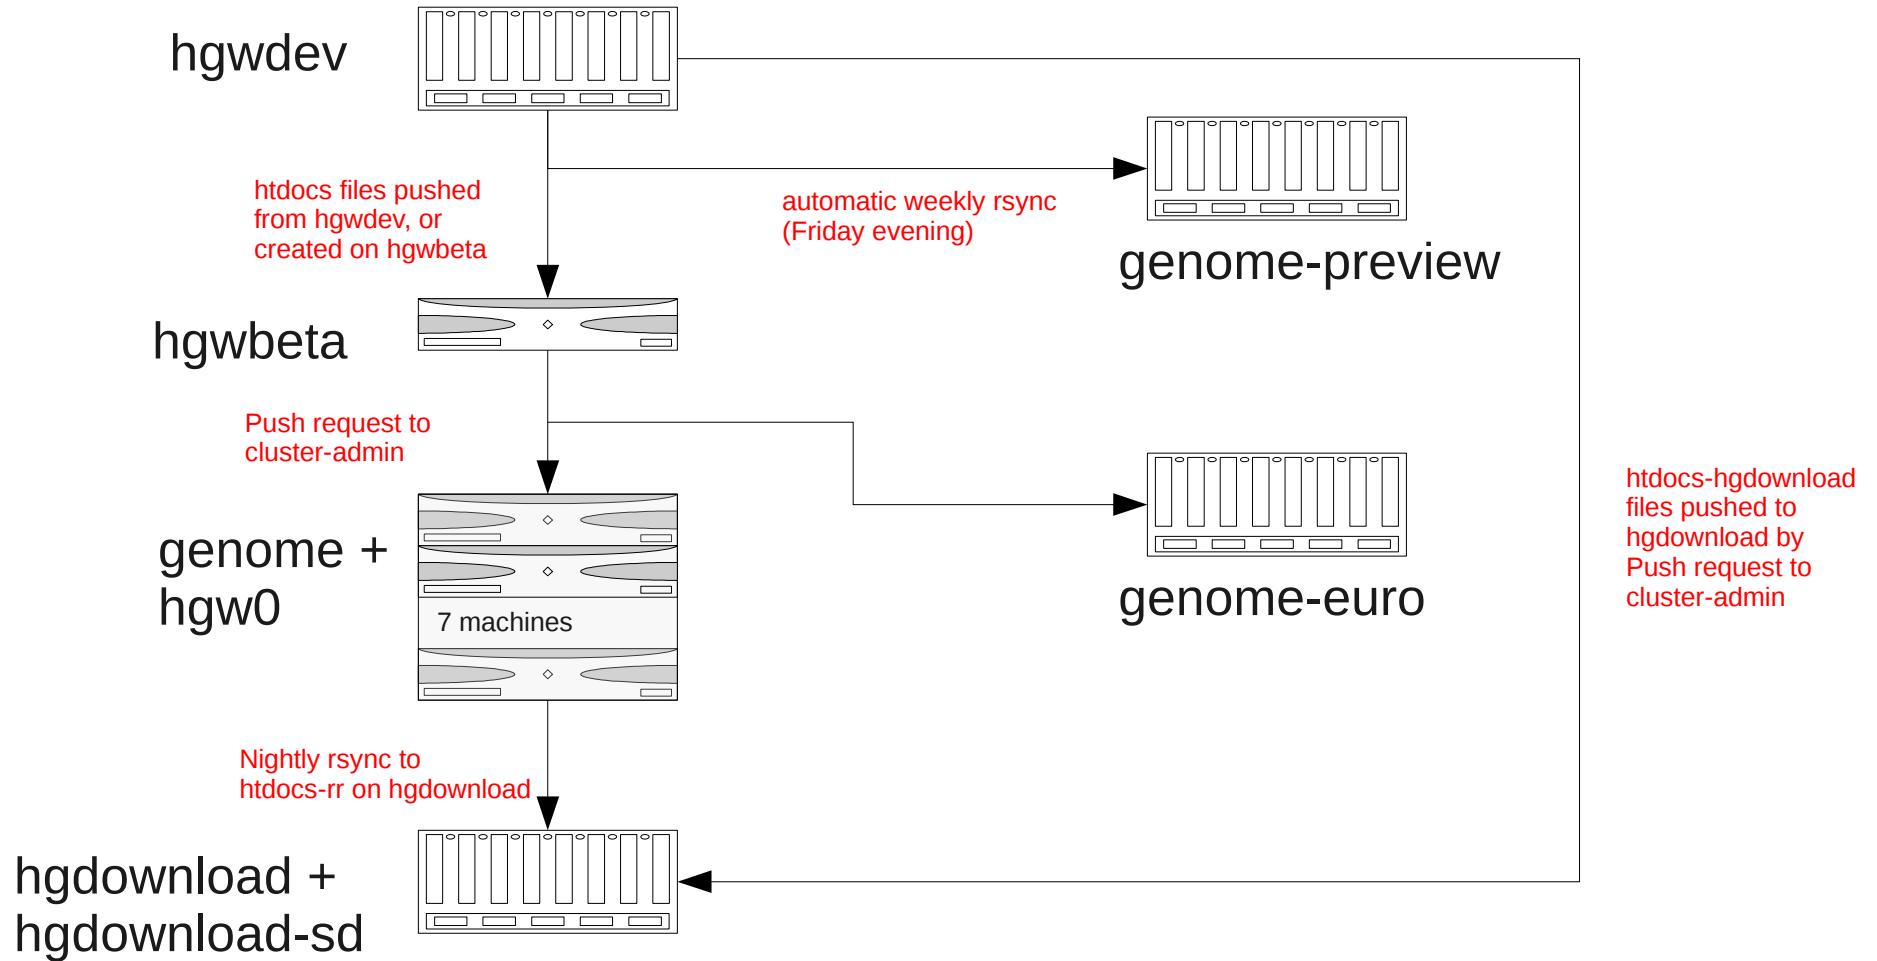 hgwdev
htdocs files pushed
from hgwdev, or
created on hgwbeta
automatic weekly rsync
(Friday evening)
genome-preview
hgwbeta
Push request to
cluster-admin
genome +
hgw0
7 machines
genome-euro
htdocs-hgdownload
files pushed to
hgdownload by
Push request to
cluster-admin
Nightly rsync to
htdocs-rr on hgdownload
hgdownload +
hgdownload-sd